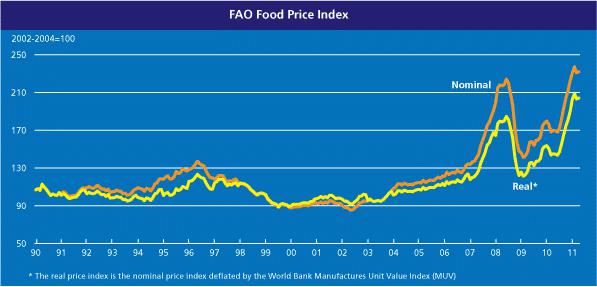 FAO Food Price Index
2002-2004=100
250
210
170
130
90
50
Nominal
Real*
90 91 92 93 94 95 96 97 98 99 00 01 02 03 04 05 06 07 08 09 10 11
* The real price index is the nominal price index deflated by the World Bank Manufactures Unit Value Index (MUV)